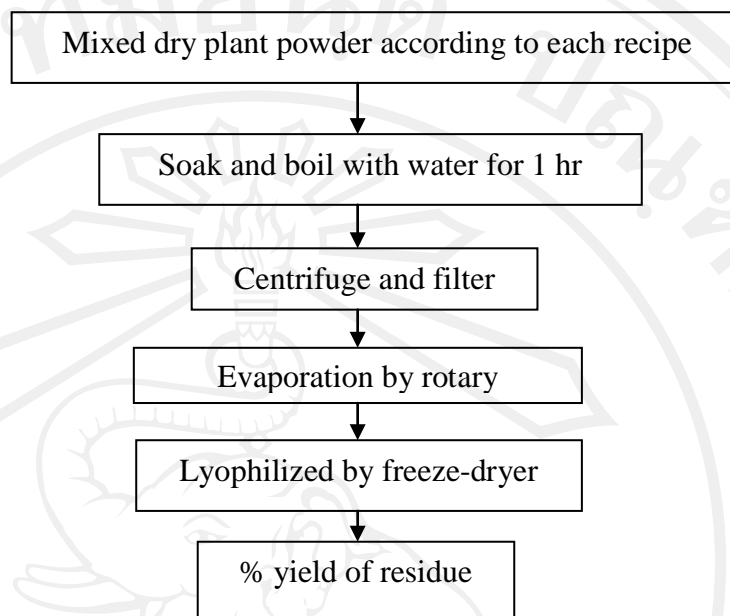 Mixed dry plant powder according to each recipe
Soak and boil with water for 1 hr
Centrifuge and filter
Evaporation by rotary
Lyophilized by freeze-dryer
% yield of residue